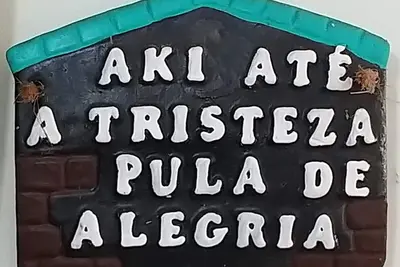 AKI ATÉ
A TRISTEZA
PULA DE
ALEGRIA